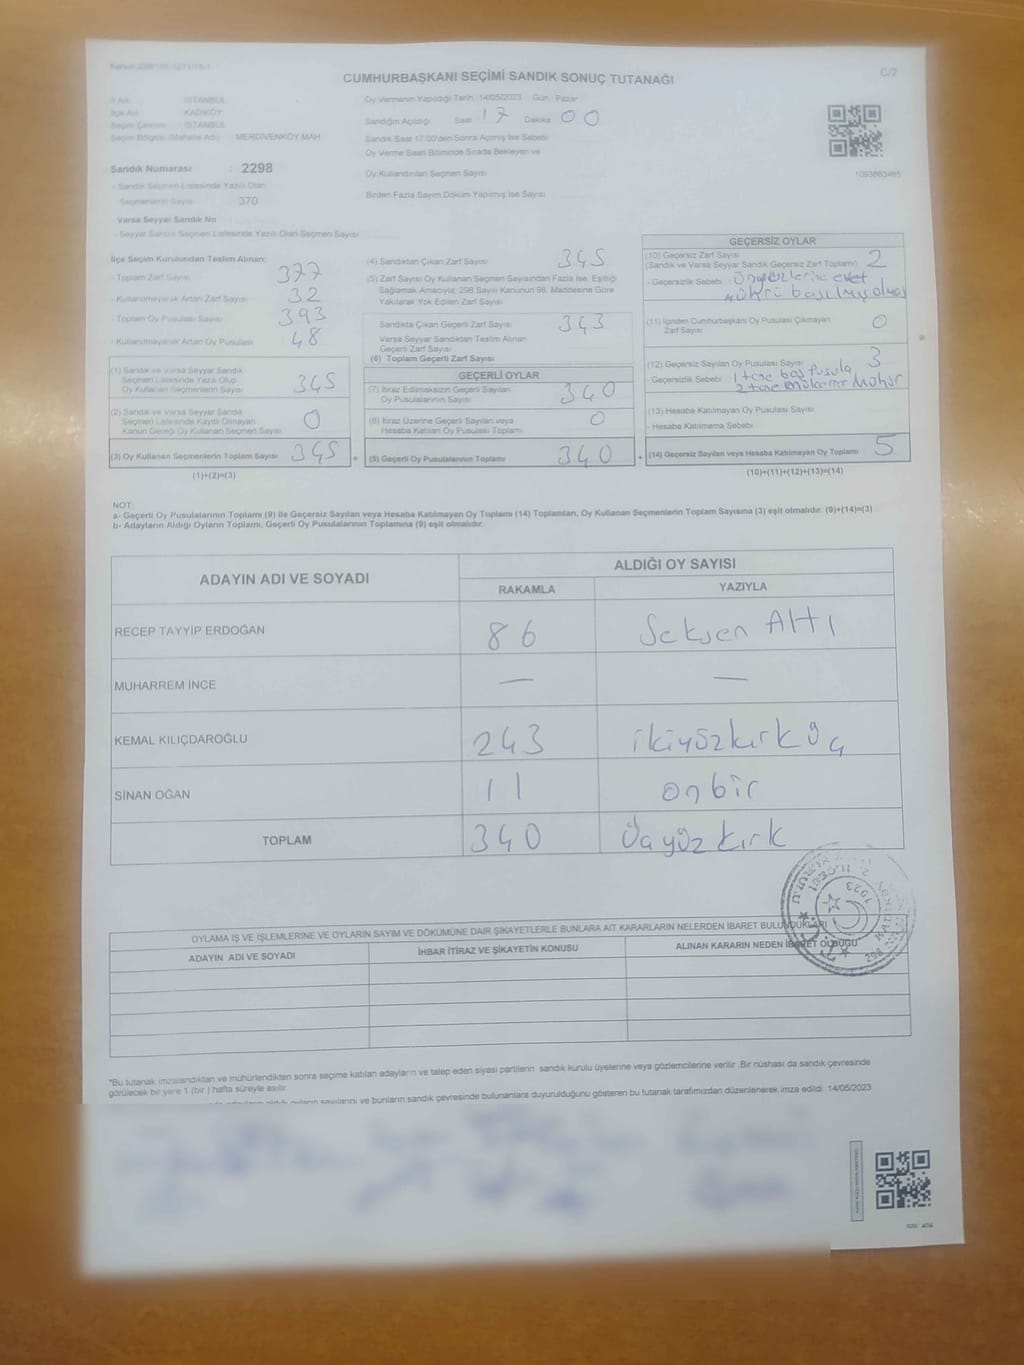 CUMHURBAŞKANI SEÇİMİ SANDIK SONUÇ TUTANAĞI
C/2
İl Adı : İSTANBUL
İlçe Adı : KADIKÖY
Seçim Çevresi : İSTANBUL
Seçim Bölgesi (Mahalle Adı) : MERDİVENKÖY MAH
Sandık Numarası : 2298
- Sandık Seçmen Listesinde Yazılı Olan
Seçmenlerin Sayısı 370
Varsa Seyyar Sandık No
- Seyyar Sandık Seçmen Listesinde Yazılı Olan Seçmen Sayısı
Oy Vermenin Yapıldığı Tarih : 14/05/2023 Gün : Pazar
Sandığın Açıldığı Saat 17 Dakika 00
Sandık Saat 17:00'den Sonra Açılmış İse Sebebi
Oy Verme Saati Bitiminde Sırada Bekleyen ve
Oy Kullandırılan Seçmen Sayısı
Birden Fazla Sayım Döküm Yapılmış İse Sayısı
1093663465
İlçe Seçim Kurulundan Teslim Alınan:
- Toplam Zarf Sayısı 377
- Kullanılmayarak Artan Zarf Sayısı 32
- Toplam Oy Pusulası Sayısı 393
- Kullanılmayarak Artan Oy Pusulası 48
(1) Sandık ve Varsa Seyyar Sandık
Seçmen Listesinde Yazılı Olup
Oy Kullanan Seçmenlerin Sayısı 345
(2) Sandık ve Varsa Seyyar Sandık
Seçmen Listesinde Kayıtlı Olmayan
Kanun Gereği Oy Kullanan Seçmen Sayısı 0
(3) Oy Kullanan Seçmenlerin Toplam Sayısı 345
(1)+(2)=(3)
(4) Sandıktan Çıkan Zarf Sayısı 345
(5) Zarf Sayısı Oy Kullanan Seçmen Sayısından Fazla İse, Eşitliği
Sağlamak Amacıyla, 298 Sayılı Kanunun 98. Maddesine Göre
Yakılarak Yok Edilen Zarf Sayısı
Sandıkta Çıkan Geçerli Zarf Sayısı 343
Varsa Seyyar Sandıktan Teslim Alınan
Geçerli Zarf Sayısı
(6) Toplam Geçerli Zarf Sayısı
GEÇERLİ OYLAR
(7) İtiraz Edilmeksizin Geçerli Sayılan
Oy Pusulasının Sayısı 340
(8) İtiraz Üzerine Geçerli Sayılan veya
Hesaba Katılan Oy Pusulası Toplamı 0
(9) Geçerli Oy Pusulalarının Toplamı 340
GEÇERSİZ OYLAR
(10) Geçersiz Zarf Sayısı
(Sandık ve Varsa Seyyar Sandık Geçersiz Zarf Toplamı) 2
- Geçersizlik Sebebi
(11) İçinden Cumhurbaşkanı Oy Pusulası Çıkmayan
Zarf Sayısı 0
(12) Geçersiz Sayılan Oy Pusulası Sayısı 3
- Geçersizlik Sebebi 1 tane boş pusula
2 tane mükerrir Mühür
(13) Hesaba Katılmayan Oy Pusulası Sayısı
- Hesaba Katılmama Sebebi
(14) Geçersiz Sayılan veya Hesaba Katılmayan Oy Toplamı 5
(10)+(11)+(12)+(13)=(14)
NOT:
a- Geçerli Oy Pusulalarının Toplamı (9) ile Geçersiz Sayılan veya Hesaba Katılmayan Oy Toplamı (14) Toplamları, Oy Kullanan Seçmenlerin Toplam Sayısına (3) eşit olmalıdır. (9)+(14)=(3)
b- Adayların Aldığı Oyların Toplamı, Geçerli Oy Pusulalarının Toplamına (9) eşit olmalıdır.
ADAYIN ADI VE SOYADI
ALDIĞI OY SAYISI
RAKAMLA YAZIYLA
RECEP TAYYİP ERDOĞAN 86 Seksen Altı
MUHARREM İNCE — —
KEMAL KILIÇDAROĞLU 243 ikiyüzkırküç
SİNAN OĞAN 11 onbir
TOPLAM 340 Üçyüz kırk
OYLAMA İŞ VE İŞLEMLERİNE VE OYLARIN SAYIM VE DÖKÜMÜNE DAİR ŞİKAYETLERLE BUNLARA AİT KARARLARIN NELERDEN İBARET BULUNDUKLARI
ADAYIN ADI VE SOYADI İHBAR İTİRAZ VE ŞİKAYETİN KONUSU ALINAN KARARIN NEDEN İBARET OLDUĞU
1923
*Bu tutanak imzalandıktan ve mühürlendikten sonra seçime katılan adayların ve talep eden siyasi partilerin sandık kurulu üyelerine veya gözlemcilerine verilir. Bir nüshası da sandık çevresinde
görülecek bir yere 1 (bir) hafta süreyle asılır.
oyların sayılarını ve bunların sandık çevresinde bulunanlara duyurulduğunu gösteren bu tutanak tarafımızdan düzenlenerek imza edildi. 14/05/2023